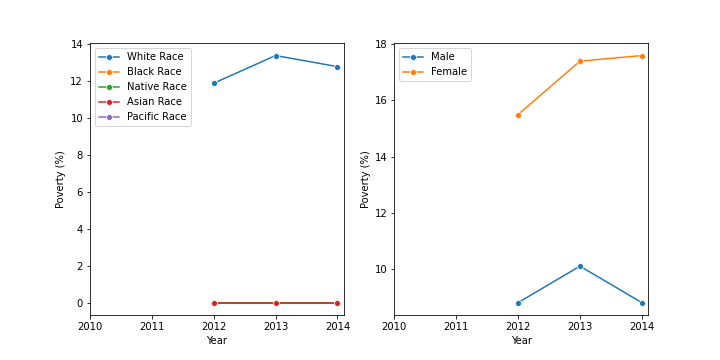 14
12
10
8
6
4
2
0
Poverty (%)
White Race
Black Race
Native Race
Asian Race
Pacific Race
2010 2011 2012 2013 2014
Year
18
16
14
12
10
Poverty (%)
Male
Female
2010 2011 2012 2013 2014
Year